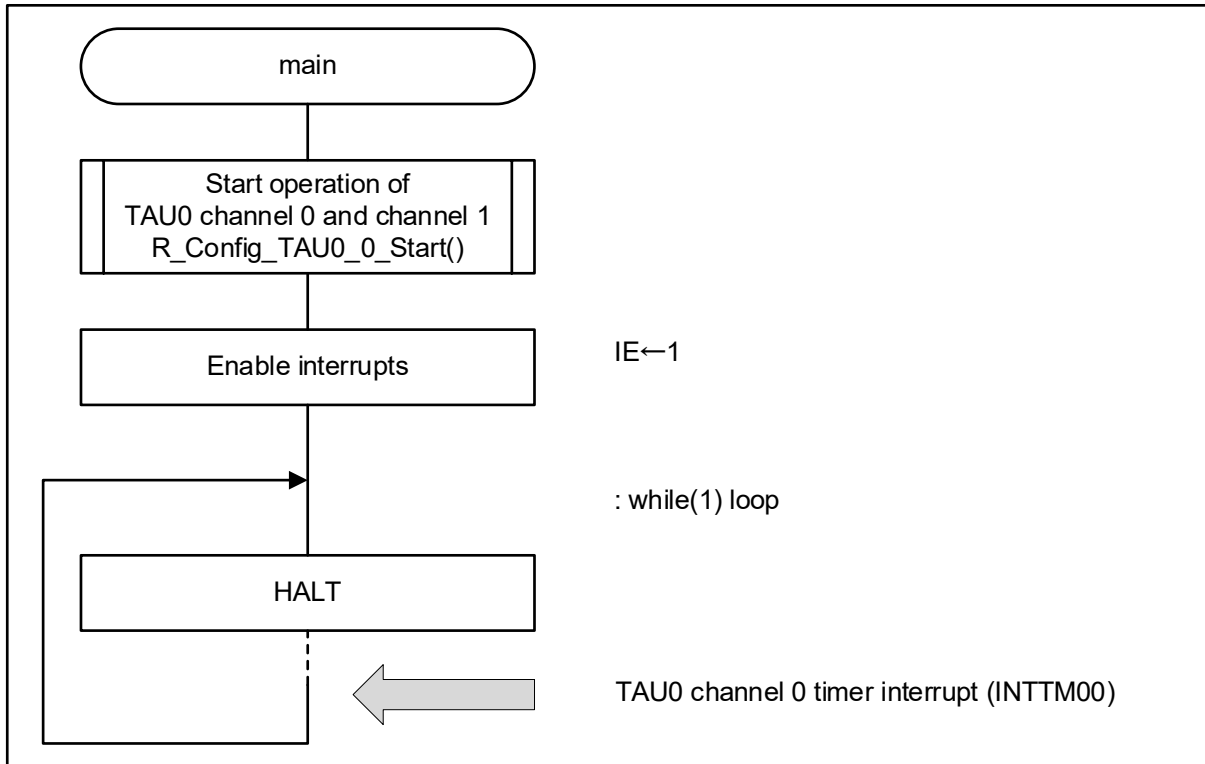 main
Start operation of
TAU0 channel 0 and channel 1
R_Config_TAU0_0_Start()
Enable interrupts
IE←1
: while(1) loop
HALT
TAU0 channel 0 timer interrupt (INTTM00)